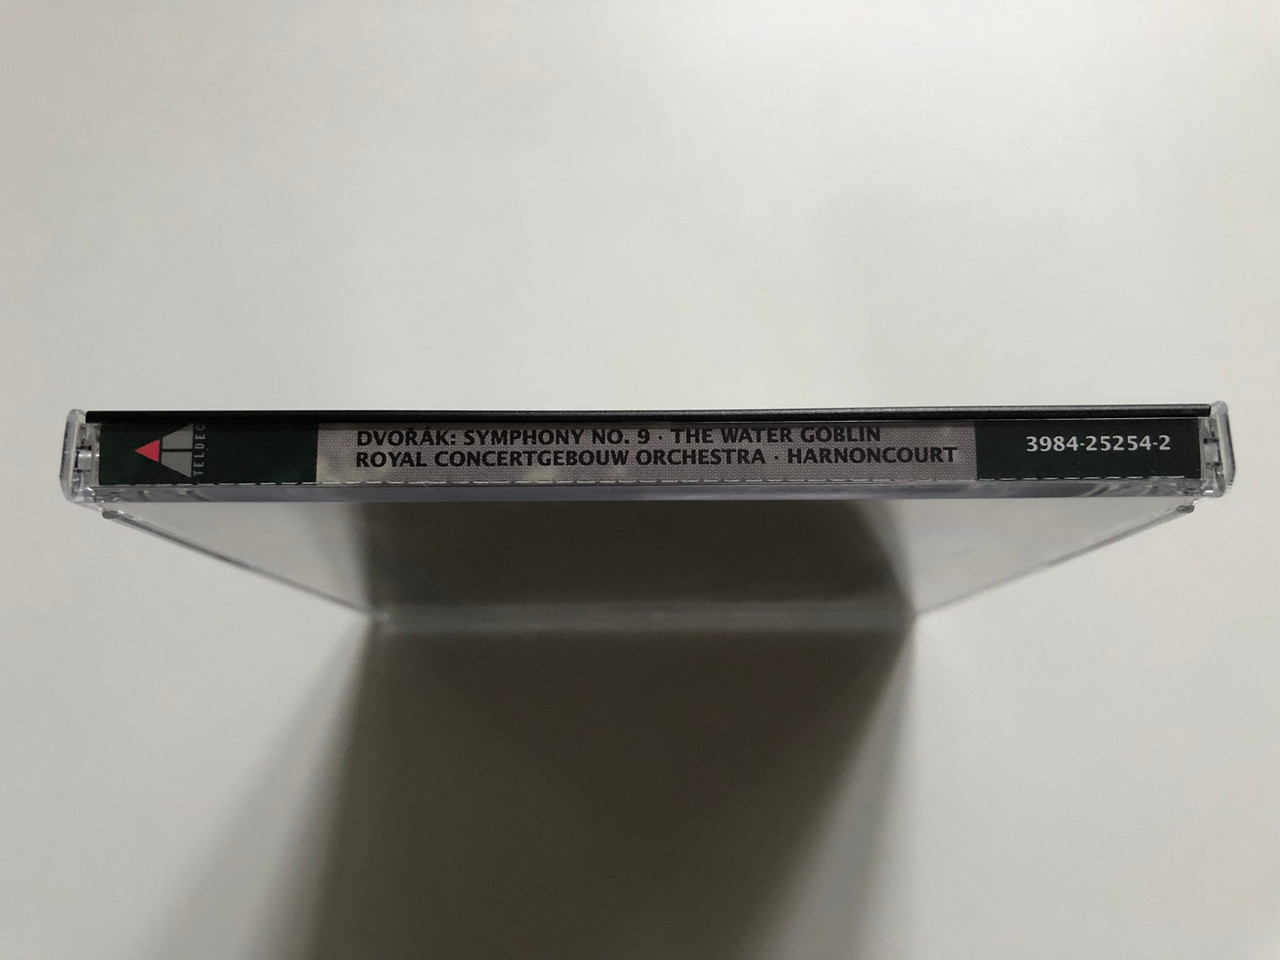 TELDEC
DVOŘÁK: SYMPHONY NO. 9 · THE WATER GOBLIN
ROYAL CONCERTGEBOUW ORCHESTRA · HARNONCOURT
3984-25254-2